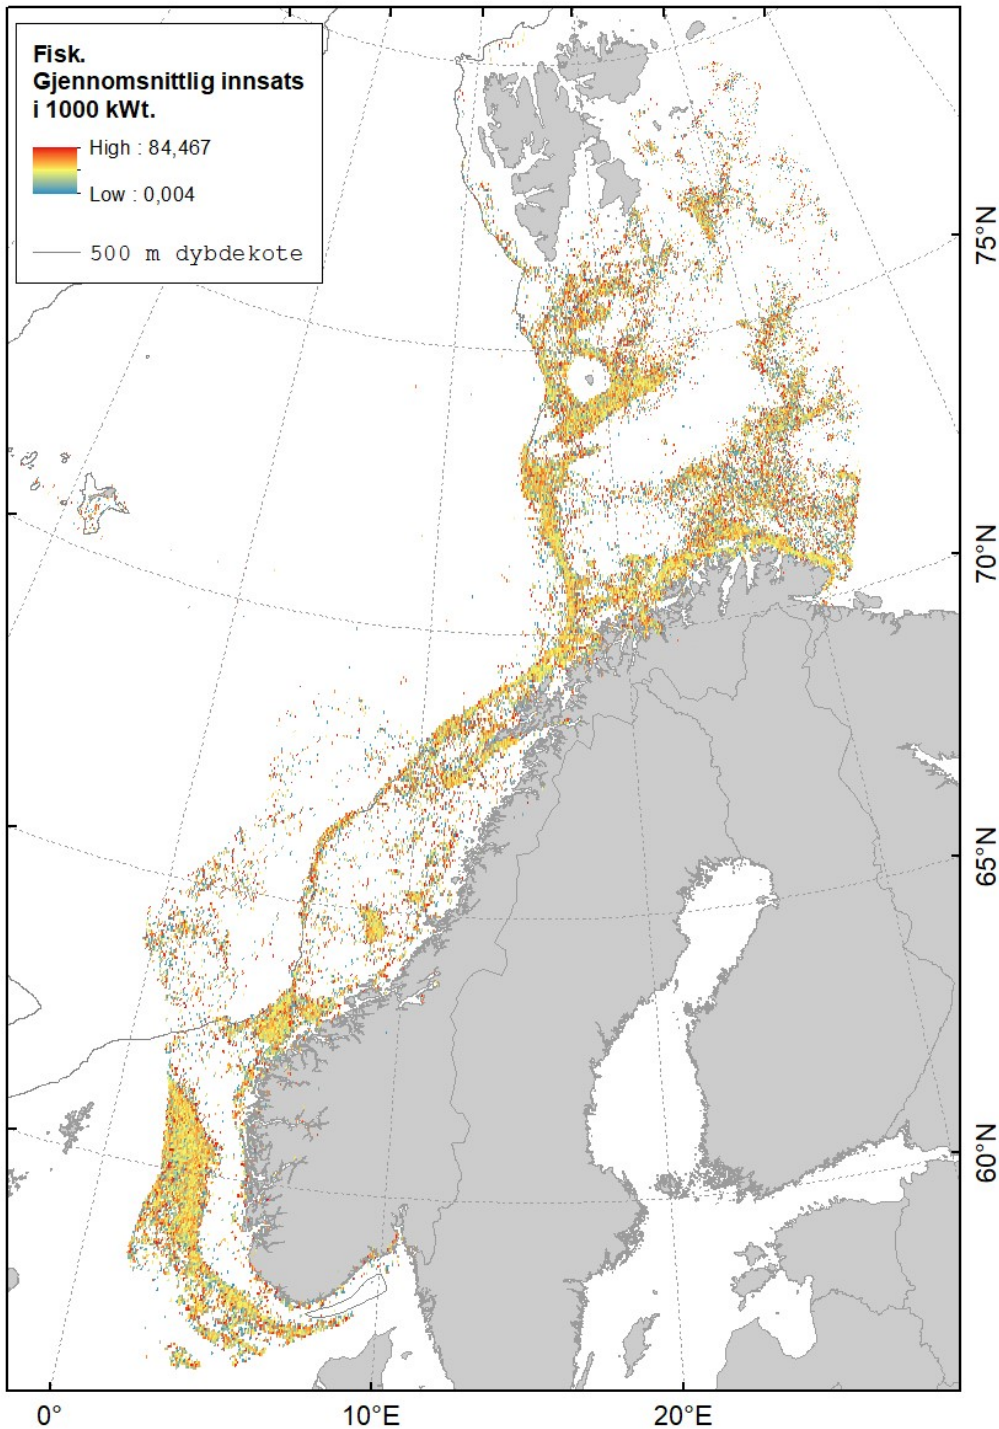 Fisk.
Gjennomsnittlig innsats
i 1000 kWt.
High : 84,467
Low : 0,004
500 m dybdekote
75°N
70°N
65°N
60°N
0°
10°E
20°E